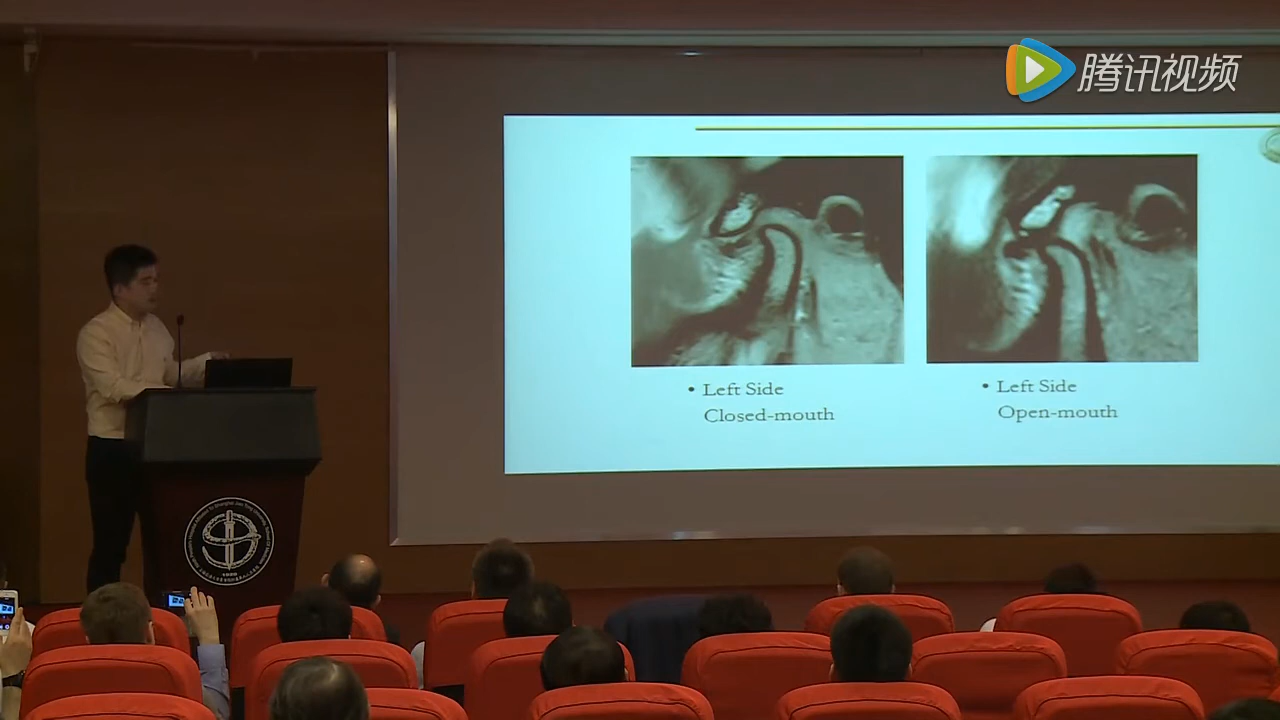 腾讯视频
• Left Side
Closed-mouth
• Left Side
Open-mouth